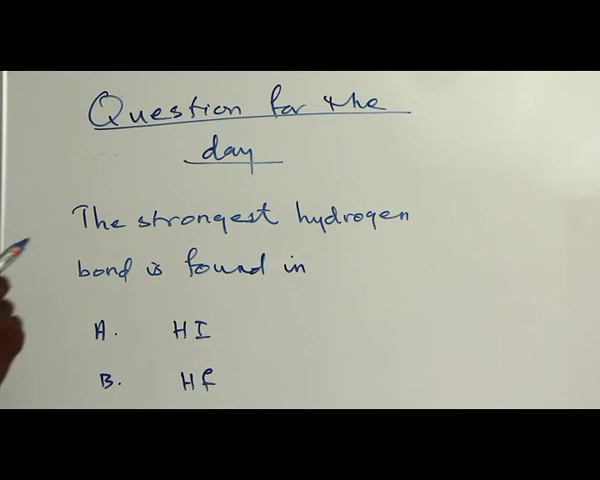 Question for the
day
The strongest hydrogen
bond is found in
A. HI
B. Hf